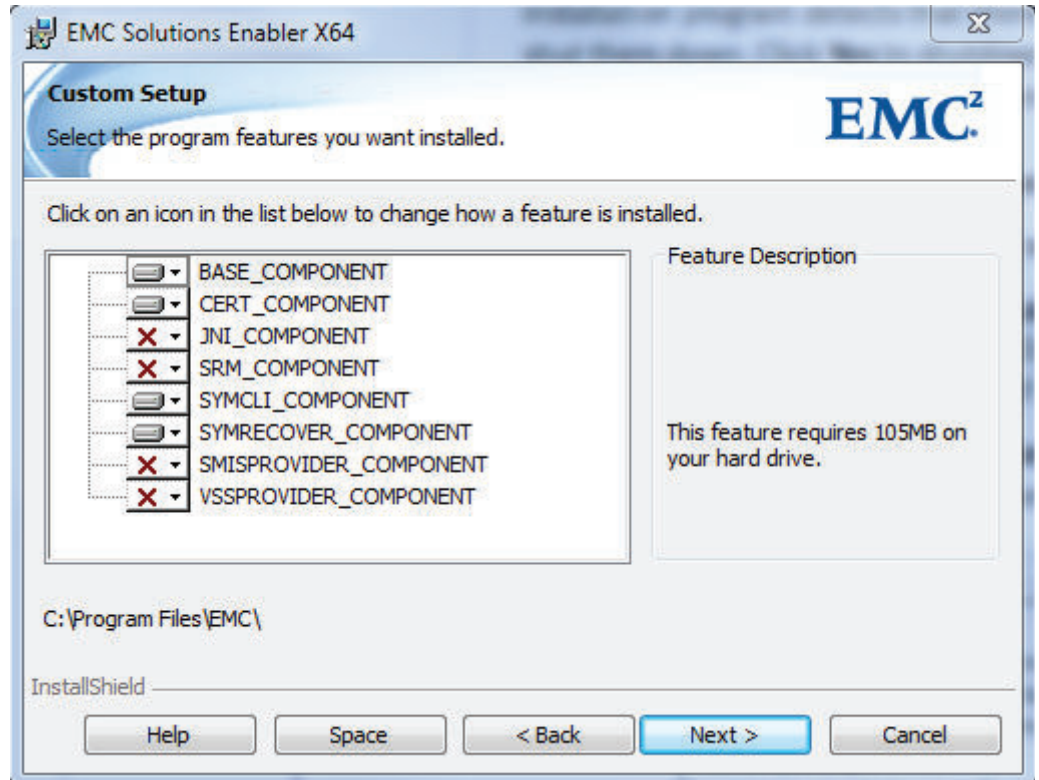 EMC Solutions Enabler X64
Custom Setup
Select the program features you want installed.
EMC²
Click on an icon in the list below to change how a feature is installed.
BASE_COMPONENT
CERT_COMPONENT
JNI_COMPONENT
SRM_COMPONENT
SYMCLI_COMPONENT
SYMRECOVER_COMPONENT
SMISPROVIDER_COMPONENT
VSSPROVIDER_COMPONENT
Feature Description
This feature requires 105MB on
your hard drive.
C:\Program Files\EMC\
InstallShield
Help
Space
< Back
Next >
Cancel